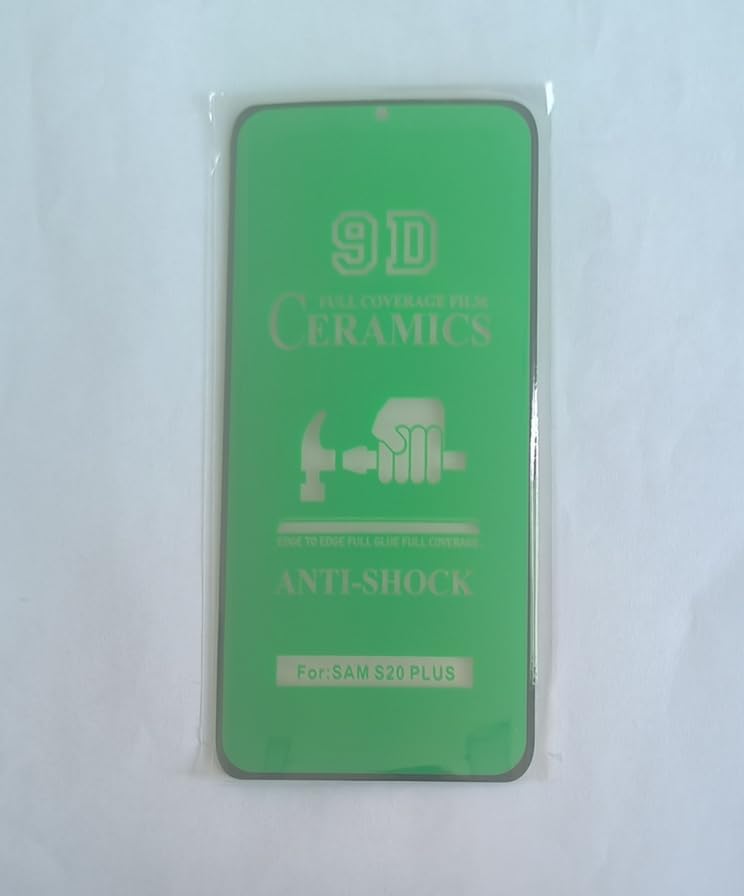 9D
FULL COVERAGE FILM
CERAMICS
EDGE TO EDGE FULL GLUE FULL COVERAGE
ANTI-SHOCK
For:SAM S20 PLUS